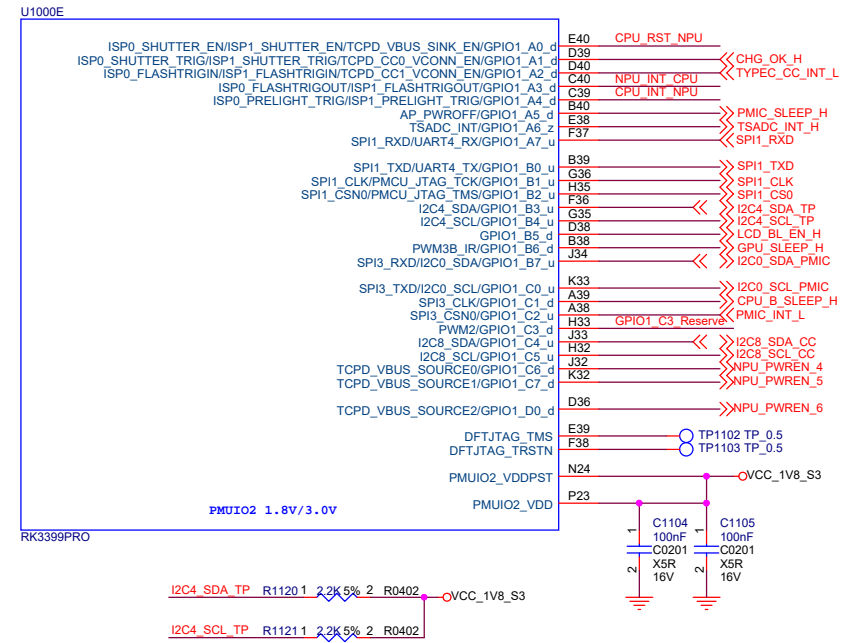 U1000E
ISP0_SHUTTER_EN/ISP1_SHUTTER_EN/TCPD_VBUS_SINK_EN/GPIO1_A0_d E40 CPU_RST_NPU
ISP0_SHUTTER_TRIG/ISP1_SHUTTER_TRIG/TCPD_CC0_VCONN_EN/GPIO1_A1_d D39 CHG_OK_H
ISP0_FLASHTRIGIN/ISP1_FLASHTRIGIN/TCPD_CC1_VCONN_EN/GPIO1_A2_d D40 TYPEC_CC_INT_L
ISP0_FLASHTRIGOUT/ISP1_FLASHTRIGOUT/GPIO1_A3_d C40 NPU_INT_CPU
ISP0_PRELIGHT_TRIG/ISP1_PRELIGHT_TRIG/GPIO1_A4_d C39 CPU_INT_NPU
AP_PWROFF/GPIO1_A5_d B40 PMIC_SLEEP_H
TSADC_INT/GPIO1_A6_z E38 TSADC_INT_H
SPI1_RXD/UART4_RX/GPIO1_A7_u F37 SPI1_RXD
SPI1_TXD/UART4_TX/GPIO1_B0_u B39 SPI1_TXD
SPI1_CLK/PMCU_JTAG_TCK/GPIO1_B1_u G36 SPI1_CLK
SPI1_CSN0/PMCU_JTAG_TMS/GPIO1_B2_u H35 SPI1_CS0
I2C4_SDA/GPIO1_B3_u F36 I2C4_SDA_TP
I2C4_SCL/GPIO1_B4_u G35 I2C4_SCL_TP
GPIO1_B5_d D38 LCD_BL_EN_H
PWM3B_IR/GPIO1_B6_d B38 GPU_SLEEP_H
SPI3_RXD/I2C0_SDA/GPIO1_B7_u J34 I2C0_SDA_PMIC
SPI3_TXD/I2C0_SCL/GPIO1_C0_u K33 I2C0_SCL_PMIC
SPI3_CLK/GPIO1_C1_d A39 CPU_B_SLEEP_H
SPI3_CSN0/GPIO1_C2_u A38 PMIC_INT_L
PWM2/GPIO1_C3_d H33 GPIO1_C3_Reserve
I2C8_SDA/GPIO1_C4_u J33 I2C8_SDA_CC
I2C8_SCL/GPIO1_C5_u H32 I2C8_SCL_CC
TCPD_VBUS_SOURCE0/GPIO1_C6_d J32 NPU_PWREN_4
TCPD_VBUS_SOURCE1/GPIO1_C7_d K32 NPU_PWREN_5
TCPD_VBUS_SOURCE2/GPIO1_D0_d D36 NPU_PWREN_6
DFTJTAG_TMS E39 TP1102 TP_0.5
DFTJTAG_TRSTN F38 TP1103 TP_0.5
PMUIO2_VDDPST N24 VCC_1V8_S3
PMUIO2_VDD P23
PMUIO2 1.8V/3.0V
RK3399PRO
1 C1104 1 C1105
100nF 100nF
C0201 C0201
2 X5R 2 X5R
16V 16V
I2C4_SDA_TP R1120 1 2.2K 5% 2 R0402 VCC_1V8_S3
I2C4_SCL_TP R1121 1 2.2K 5% 2 R0402